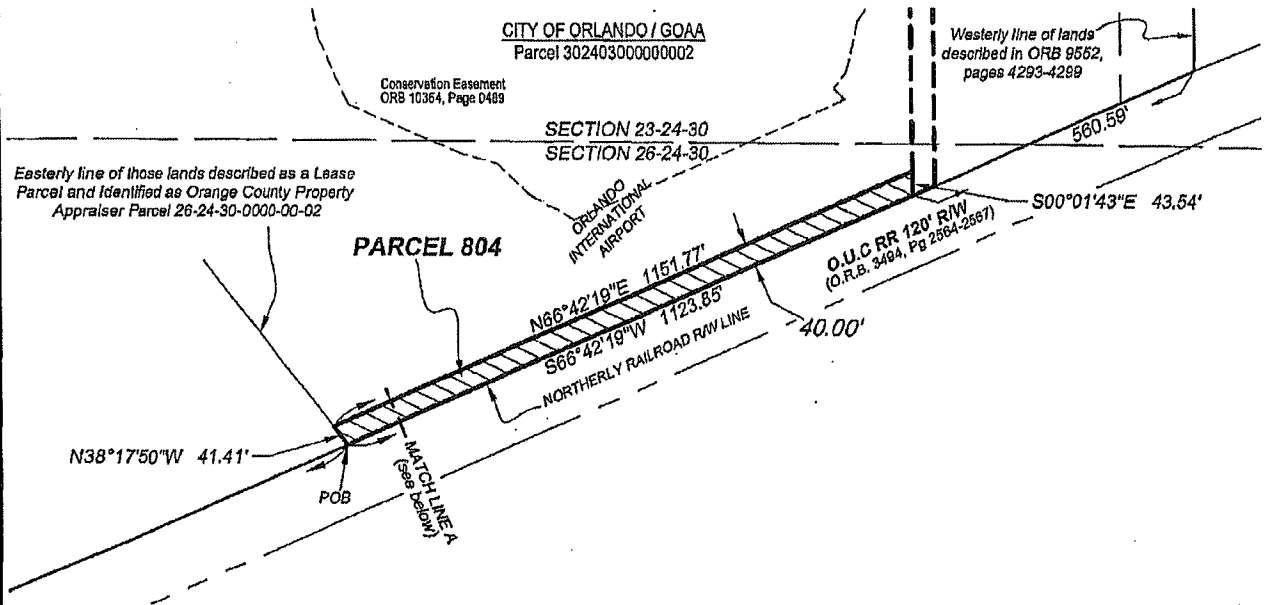 CITY OF ORLANDO / GOAA
Parcel 302403000000002
Westerly line of lands
described in ORB 9552,
pages 4293-4299
Conservation Easement
ORB 10354, Page 0489
560.59'
SECTION 23-24-30
SECTION 26-24-30
Easterly line of those lands described as a Lease
Parcel and Identified as Orange County Property
Appraiser Parcel 26-24-30-0000-00-02
ORLANDO
INTERNATIONAL
AIRPORT
S00°01'43"E 43.54'
PARCEL 804
O.U.C RR 120' R/W
(O.R.B. 3494, Pg 2564-2567)
N66°42'19"E 1151.77'
S66°42'19"W 1123.85'
40.00'
NORTHERLY RAILROAD R/W LINE
N38°17'50"W 41.41'
MATCH LINE A
(see below)
POB